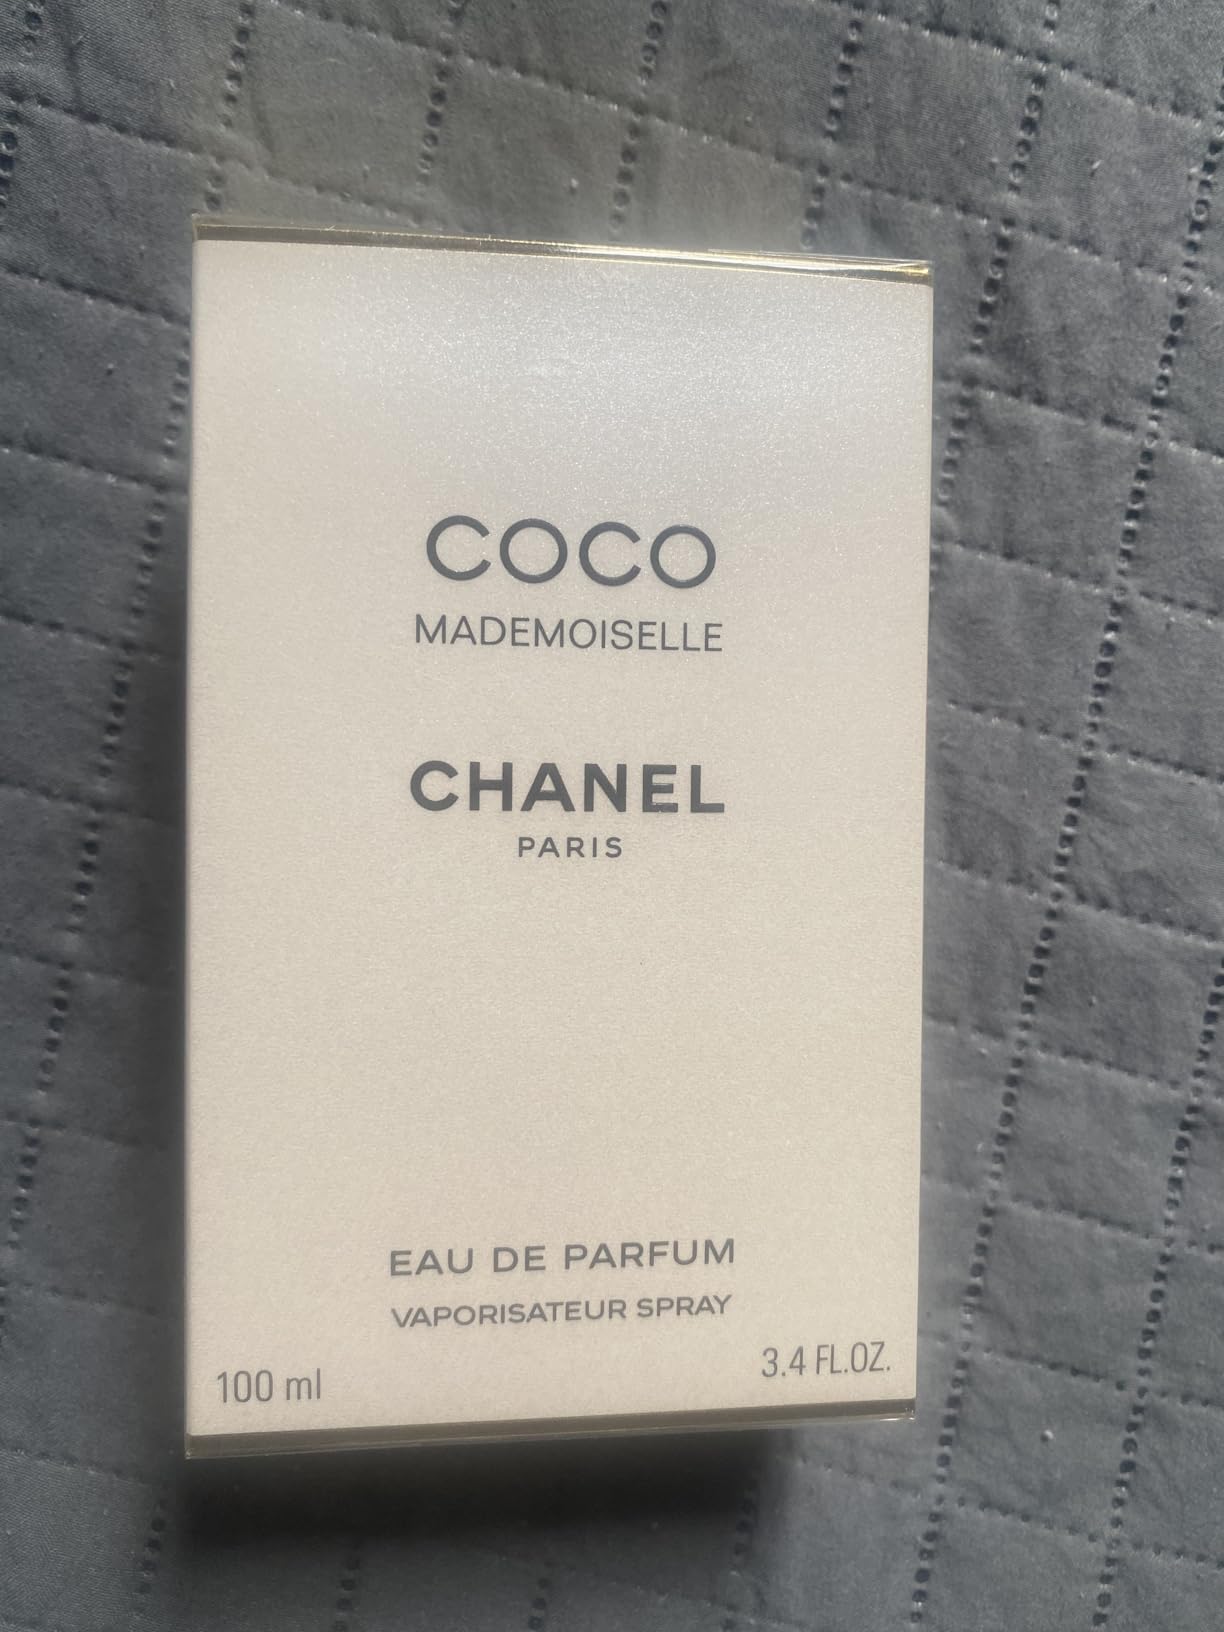 COCO
MADEMOISELLE
CHANEL
PARIS
EAU DE PARFUM
VAPORISATEUR SPRAY
100 ml 3.4 FL.OZ.